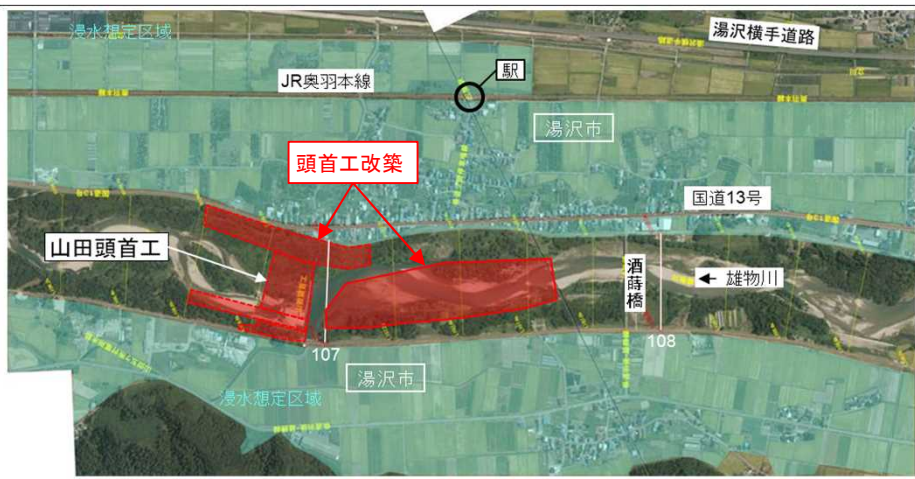 浸水想定区域
湯沢横手道路
JR奥羽本線
駅
湯沢市
頭首工改築
国道13号
山田頭首工
酒蒔橋
← 雄物川
107
108
湯沢市
浸水想定区域